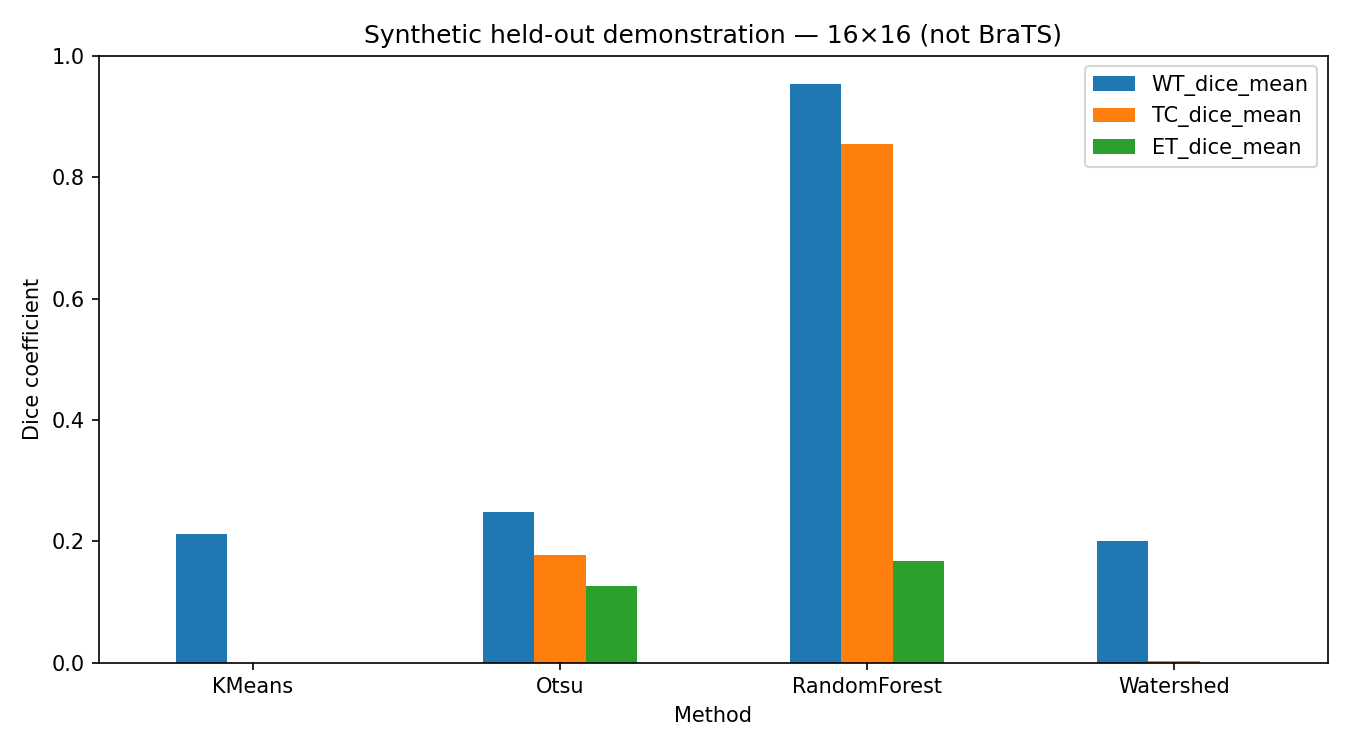 Synthetic held-out demonstration — 16×16 (not BraTS)
1.0
0.8
0.6
0.4
0.2
0.0
Dice coefficient
WT_dice_mean
TC_dice_mean
ET_dice_mean
KMeans
Otsu
RandomForest
Watershed
Method